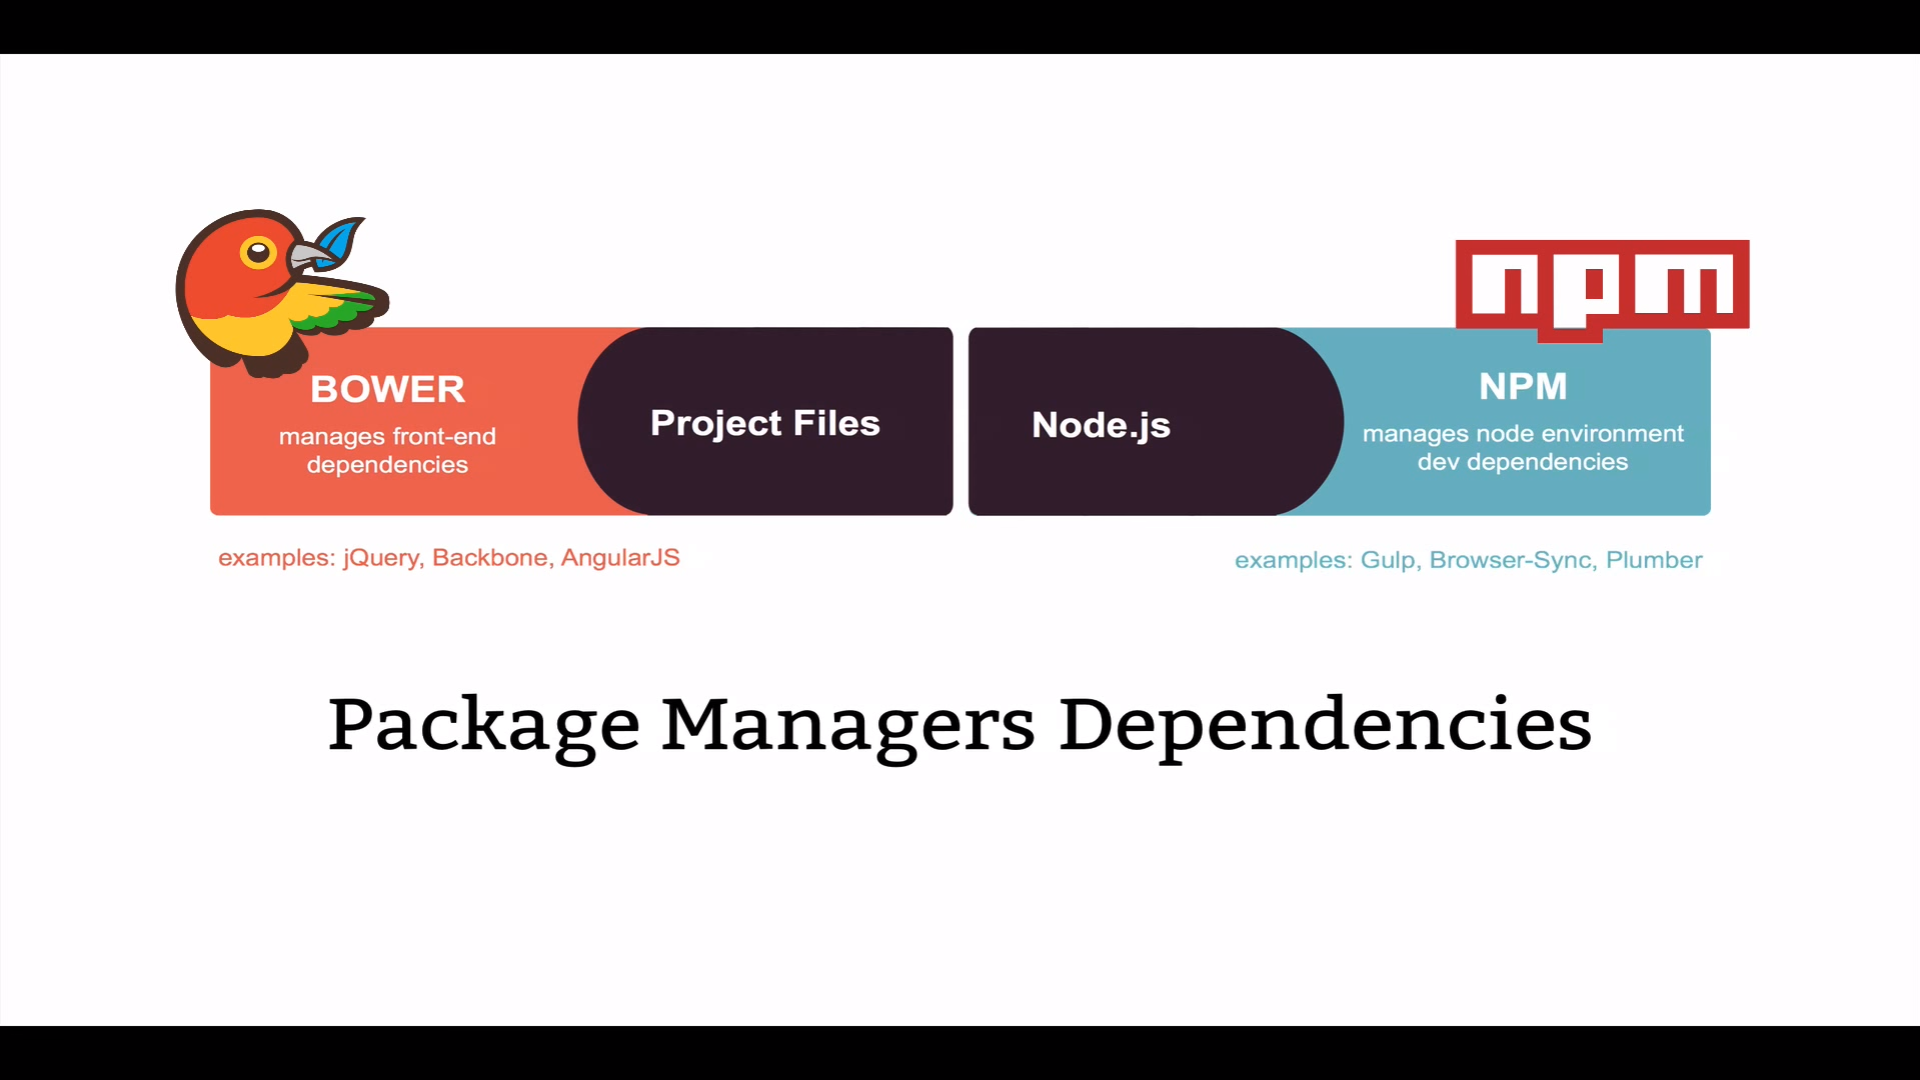 npm
BOWER
manages front-end
dependencies
Project Files
Node.js
NPM
manages node environment
dev dependencies
examples: jQuery, Backbone, AngularJS
examples: Gulp, Browser-Sync, Plumber
Package Managers Dependencies